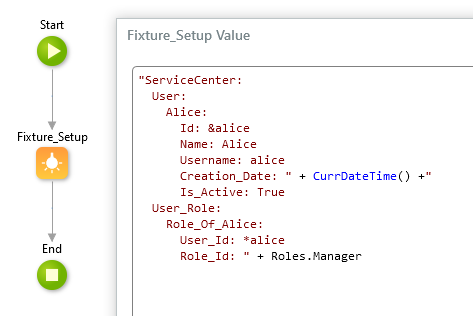 Start
Fixture_Setup
End
Fixture_Setup Value
"ServiceCenter:
  User:
    Alice:
      Id: &alice
      Name: Alice
      Username: alice
      Creation_Date: " + CurrDateTime() +"
      Is_Active: True
  User_Role:
    Role_Of_Alice:
      User_Id: *alice
      Role_Id: " + Roles.Manager